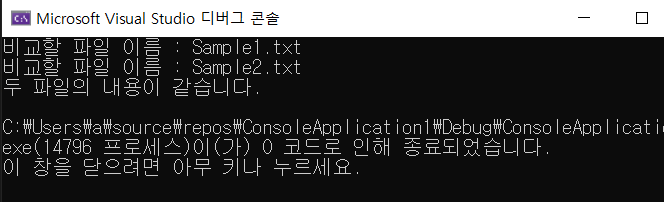 Microsoft Visual Studio 디버그 콘솔
비교할 파일 이름 : Sample1.txt
비교할 파일 이름 : Sample2.txt
두 파일의 내용이 같습니다.
C:\Users\a\source\repos\ConsoleApplication1\Debug\ConsoleApplicati
exe(14796 프로세스)이(가) 0 코드로 인해 종료되었습니다.
이 창을 닫으려면 아무 키나 누르세요.